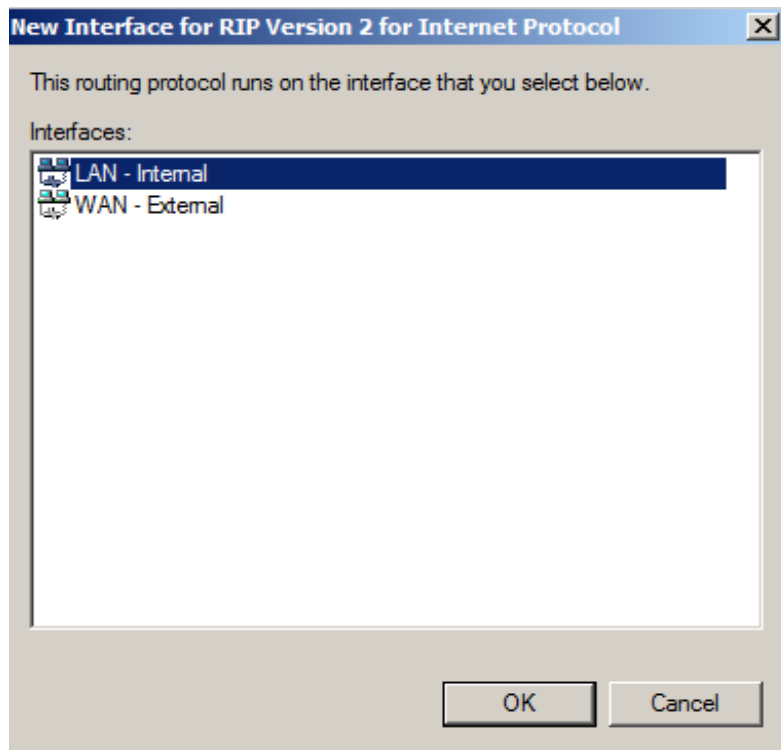 New Interface for RIP Version 2 for Internet Protocol
This routing protocol runs on the interface that you select below.
Interfaces:
LAN - Internal
WAN - External
OK Cancel